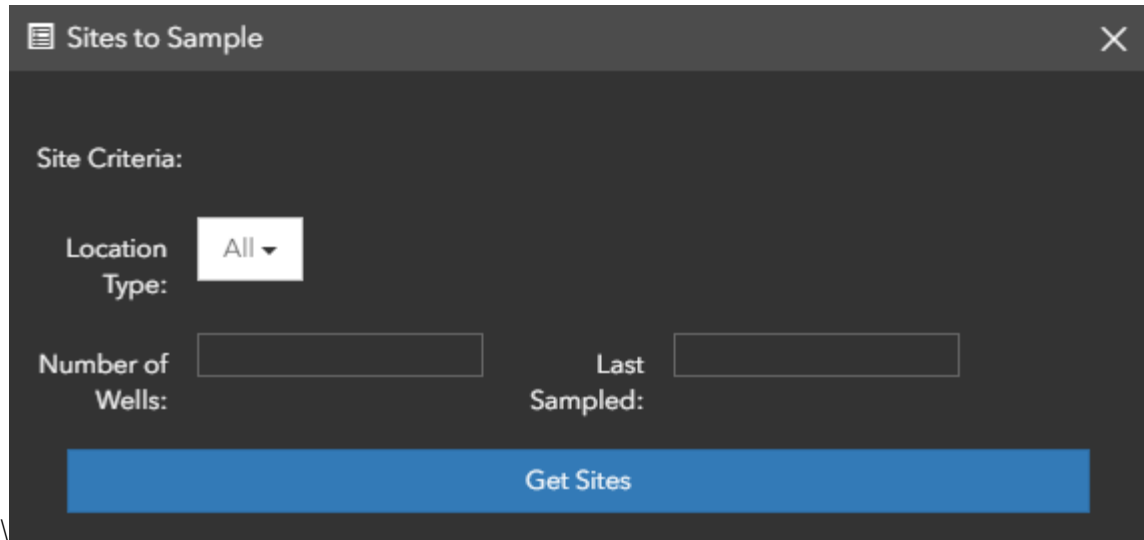 Sites to Sample
Site Criteria:
Location
Type:
All
Number of
Wells:
Last
Sampled:
Get Sites
\